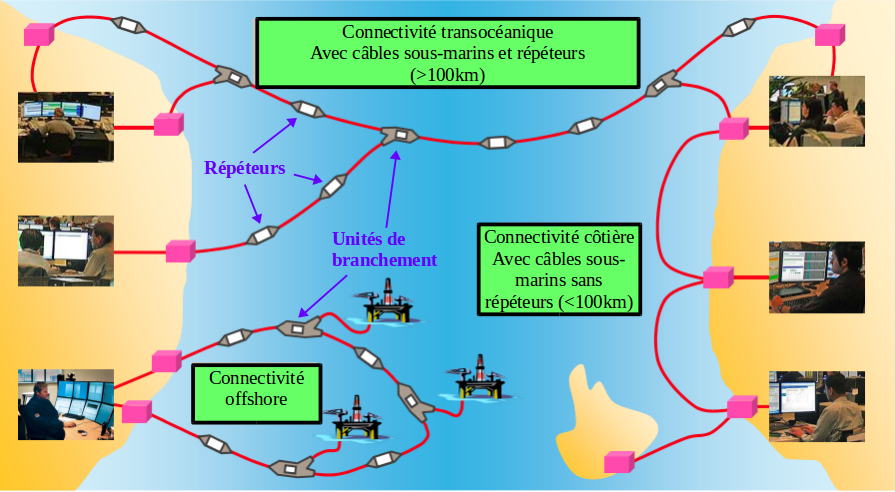 Connectivité transocéanique
Avec câbles sous-marins et répéteurs
(>100km)
Répéteurs
Unités de
branchement
Connectivité côtière
Avec câbles sous-
marins sans
répéteurs (<100km)
Connectivité
offshore